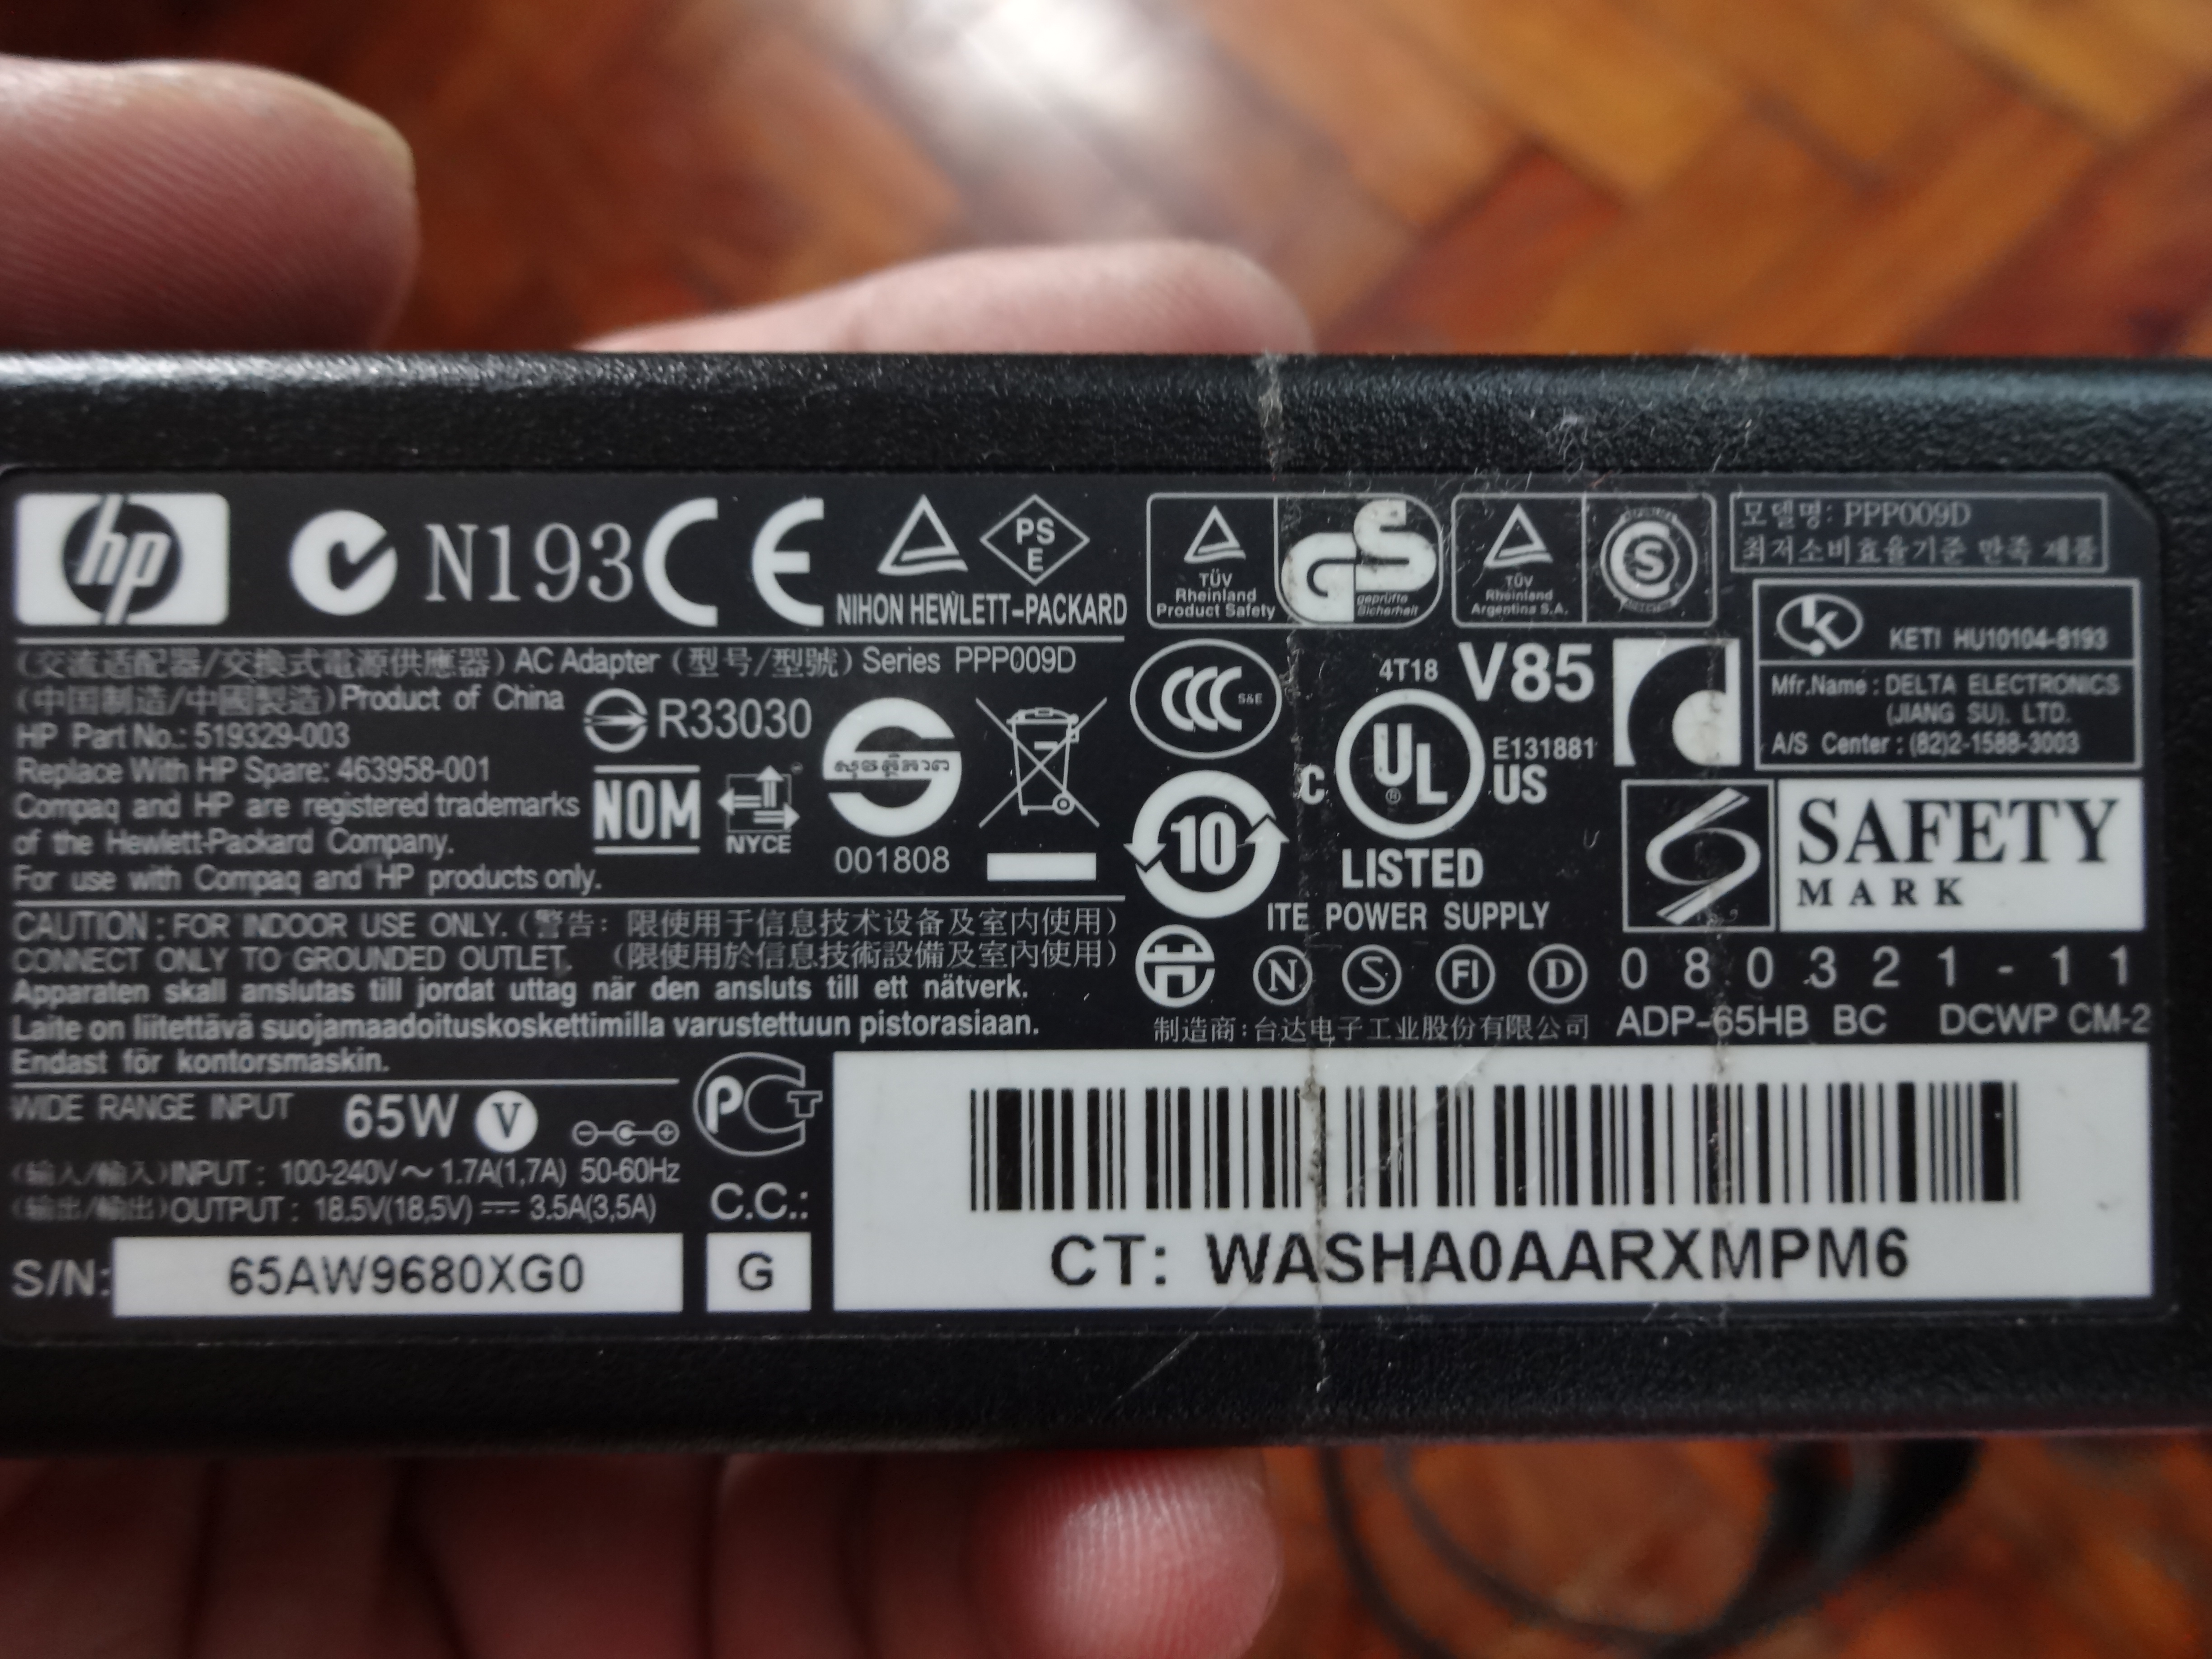 hp N193 CE
PS
E
NIHON HEWLETT-PACKARD
TÜV
Rheinland
Product Safety
geprüfte
Sicherheit
TÜV
Rheinland
Argentina S.A.
S
모델명: PPP009D
최저소비효율기준 만족 제품
K
KETI HU10104-8193
Mfr.Name : DELTA ELECTRONICS
(JIANG SU). LTD.
A/S Center : (82)2-1588-3003
(交流适配器/交換式電源供應器) AC Adapter (型号/型號) Series PPP009D
(中国制造/中國製造) Product of China
HP Part No.: 519329-003
Replace With HP Spare: 463958-001
Compaq and HP are registered trademarks
of the Hewlett-Packard Company.
For use with Compaq and HP products only.
R33030
NOM
NYCE
001808
CCC S&E
10
4T18 V85
C UL® US
E131881
LISTED
ITE POWER SUPPLY
N S FI D
SAFETY
MARK
080321-11
CAUTION : FOR INDOOR USE ONLY. (警告: 限使用于信息技术设备及室内使用)
CONNECT ONLY TO GROUNDED OUTLET. (限使用於信息技術設備及室內使用)
Apparaten skall anslutas till jordat uttag när den ansluts till ett nätverk.
Laite on liitettävä suojamaadoituskoskettimilla varustettuun pistorasiaan.
Endast för kontorsmaskin.
制造商:台达电子工业股份有限公司
ADP-65HB BC DCWP CM-2
WIDE RANGE INPUT 65W V
PCT
(输入/輸入) INPUT : 100-240V ~ 1.7A(1,7A) 50-60Hz
(输出/輸出) OUTPUT : 18.5V(18,5V) ⎓ 3.5A(3,5A)
S/N: 65AW9680XG0
C.C.:
G
CT: WASHA0AARXMPM6